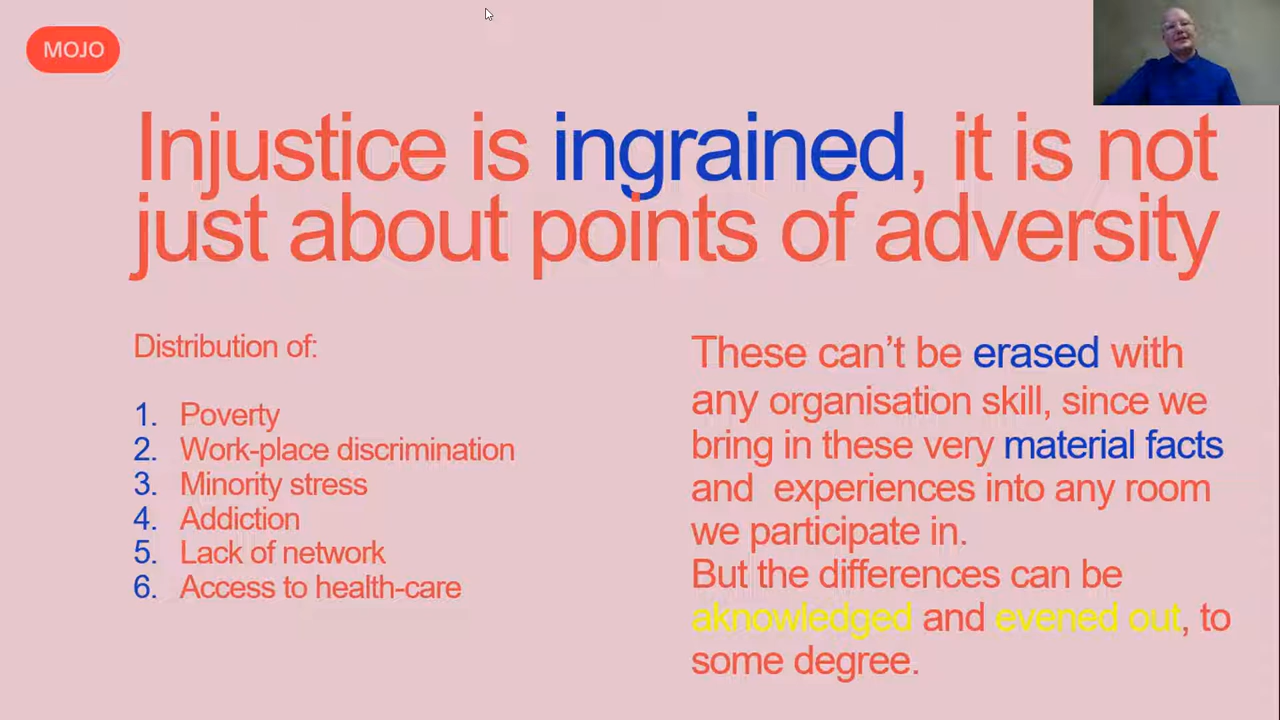 MOJO
Injustice is ingrained, it is not
just about points of adversity
Distribution of:
1. Poverty
2. Work-place discrimination
3. Minority stress
4. Addiction
5. Lack of network
6. Access to health-care
These can’t be erased with
any organisation skill, since we
bring in these very material facts
and experiences into any room
we participate in.
But the differences can be
aknowledged and evened out, to
some degree.